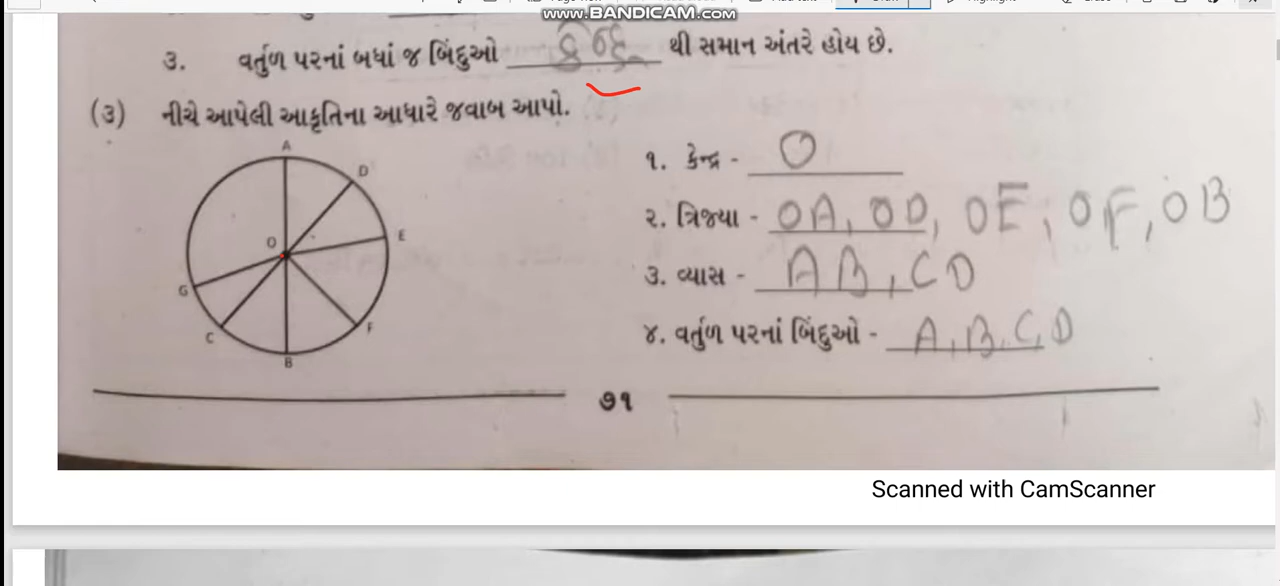 WWW.BANDICAM.COM
૩. વર્તુળ પરનાં બધાં જ બિંદુઓ કેન્દ્ર થી સમાન અંતરે હોય છે.
(૩) નીચે આપેલી આકૃતિના આધારે જવાબ આપો.
A
D
E
O
G
C
F
B
૧. કેન્દ્ર - O
૨. ત્રિજ્યા - OA, OD, OE, OF, OB
૩. વ્યાસ - AB, CD
૪. વર્તુળ પરનાં બિંદુઓ - A, B, C, D
૭૧
Scanned with CamScanner